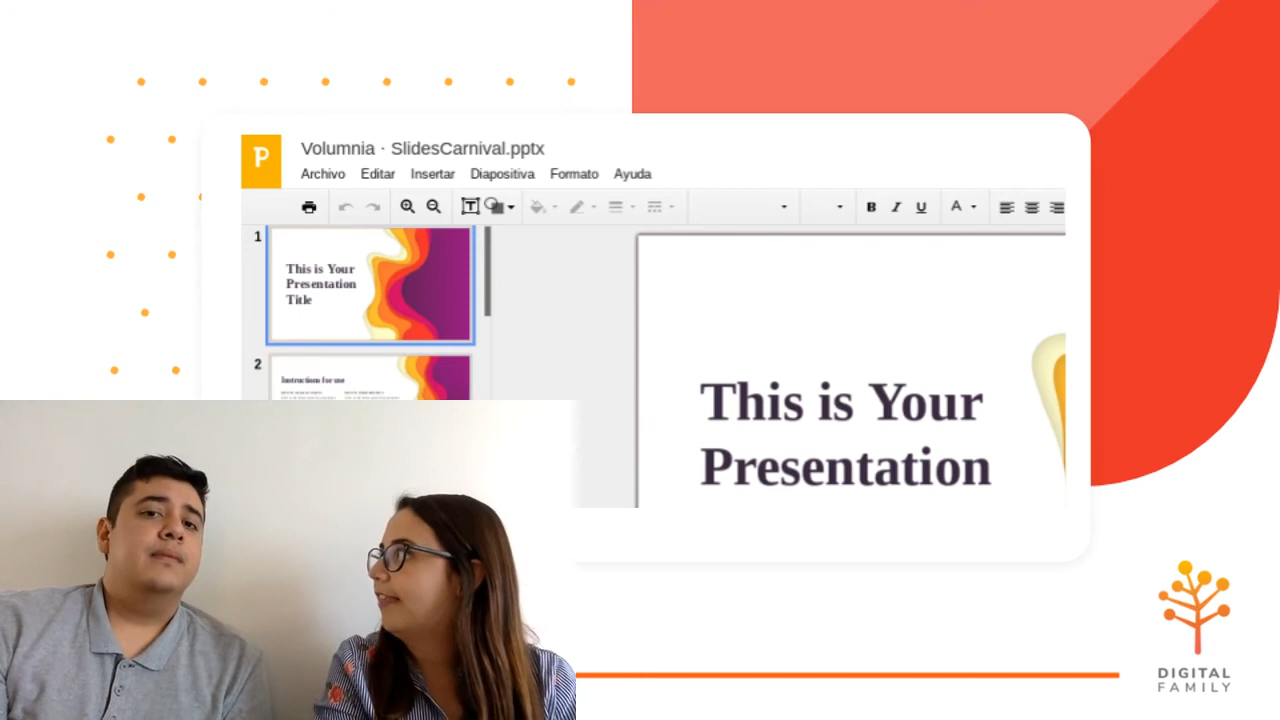 Volumnia · SlidesCarnival.pptx
Archivo Editar Insertar Diapositiva Formato Ayuda
T
B I U A
1
This is Your
Presentation
Title
2
Instructions for use
This is Your
Presentation
DIGITAL
FAMILY